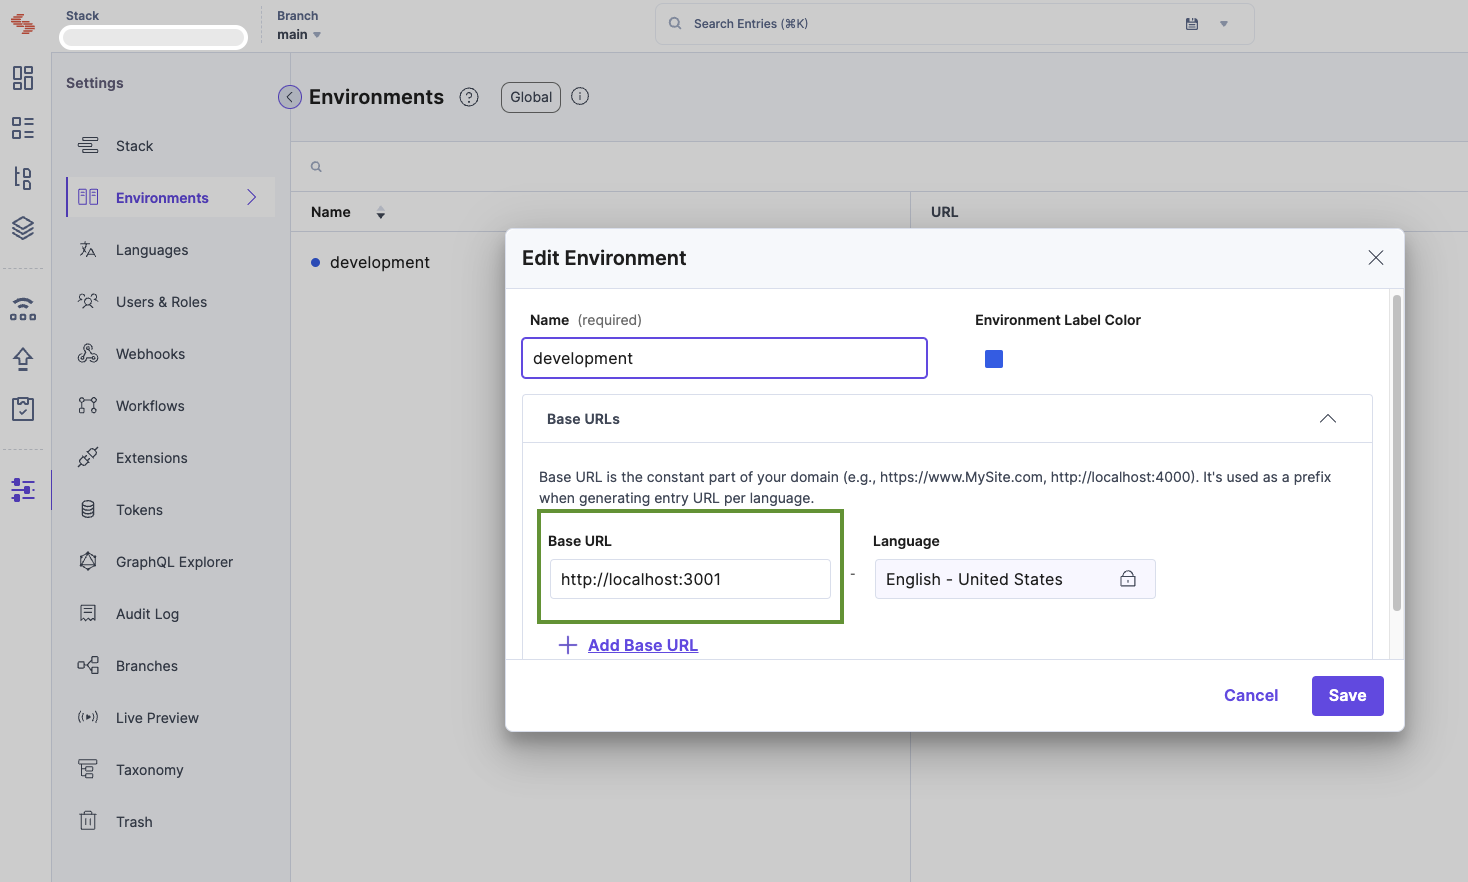 Stack
Branch
main
Search Entries (⌘K)
Settings
Stack
Environments
Languages
Users & Roles
Webhooks
Workflows
Extensions
Tokens
GraphQL Explorer
Audit Log
Branches
Live Preview
Taxonomy
Trash
Environments
Global
Name
URL
development
Edit Environment
Name (required)
Environment Label Color
development
Base URLs
Base URL is the constant part of your domain (e.g., https://www.MySite.com, http://localhost:4000). It's used as a prefix
when generating entry URL per language.
Base URL
Language
http://localhost:3001
-
English - United States
Add Base URL
Cancel
Save